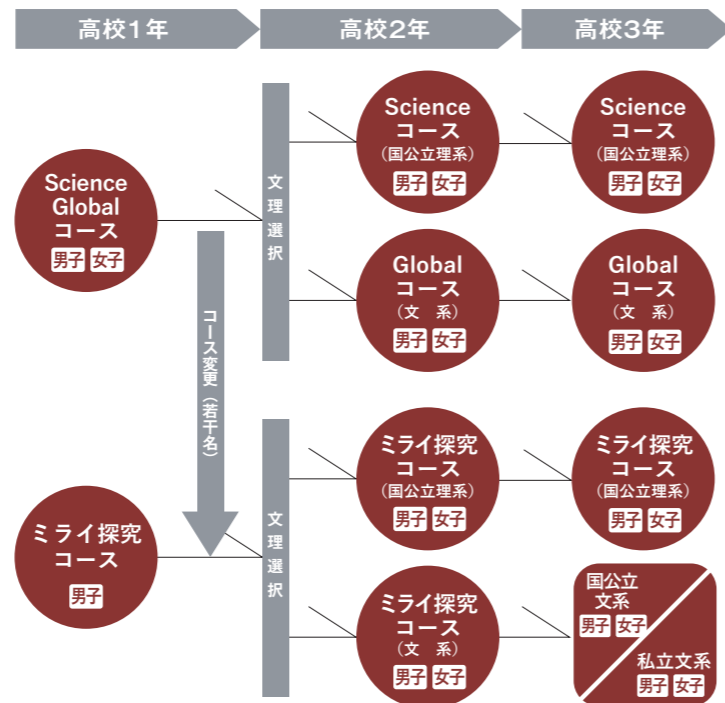 高校1年
高校2年
高校3年
Science
Global
コース
男子 女子
文理選択
Science
コース
(国公立理系)
男子 女子
Science
コース
(国公立理系)
男子 女子
Global
コース
(文 系)
男子 女子
Global
コース
(文 系)
男子 女子
コース変更(若干名)
ミライ探究
コース
男子
文理選択
ミライ探究
コース
(国公立理系)
男子 女子
ミライ探究
コース
(国公立理系)
男子 女子
ミライ探究
コース
(文 系)
男子 女子
国公立
文系
男子 女子
私立文系
男子 女子